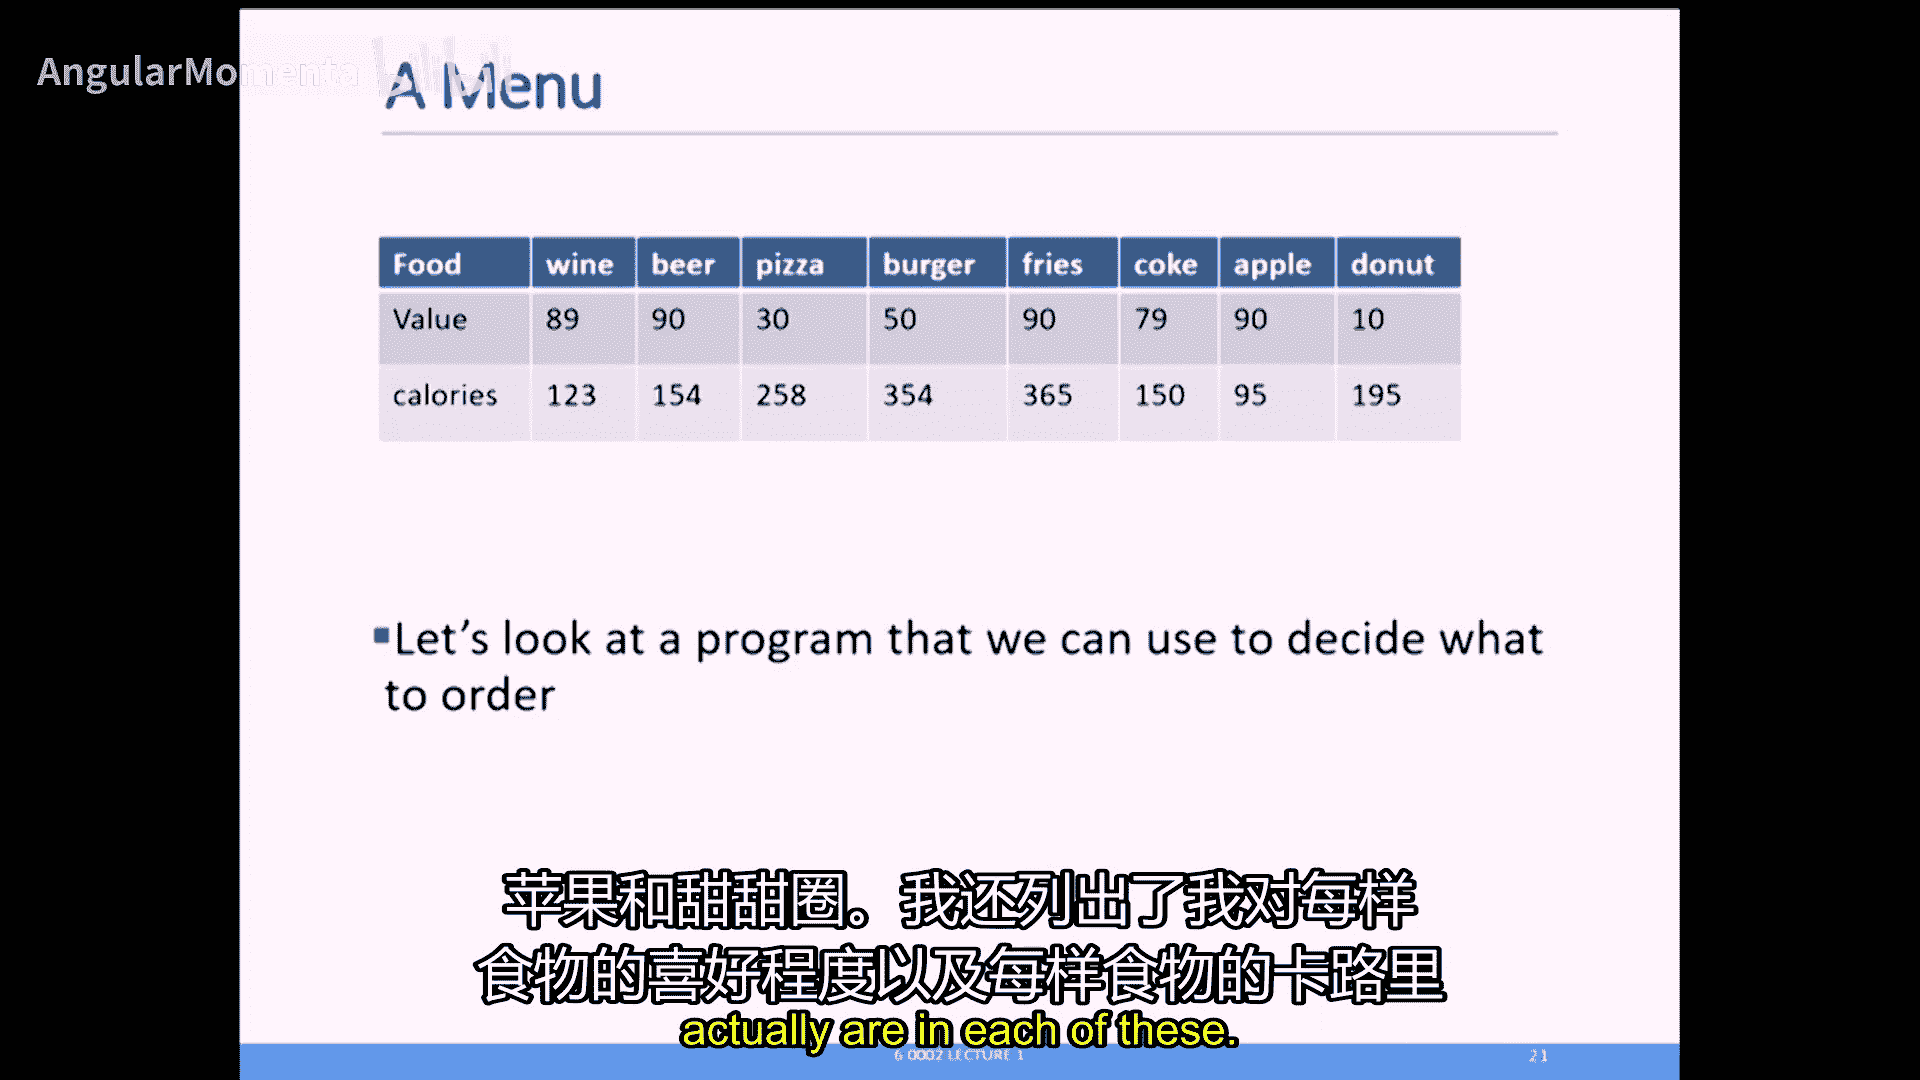 AngularMomenta
A Menu
Food wine beer pizza burger fries coke apple donut
Value 89 90 30 50 90 79 90 10
calories 123 154 258 354 365 150 95 195
Let’s look at a program that we can use to decide what
to order
苹果和甜甜圈。我还列出了我对每样
食物的喜好程度以及每样食物的卡路里
actually are in each of these.
6 0002 LECTURE 1
21